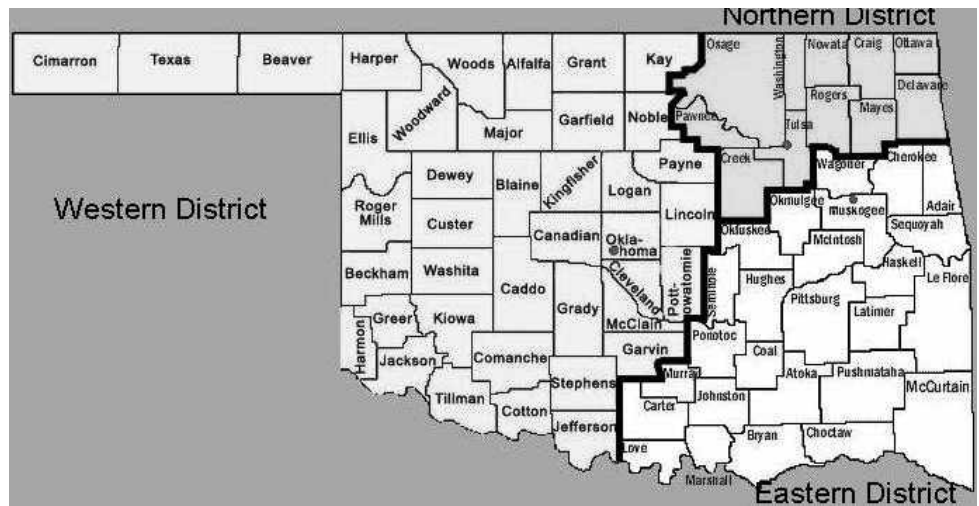 Northern District
Cimarron
Texas
Beaver
Harper
Woods
Alfalfa
Grant
Kay
Osage
Washington
Nowata
Craig
Ottawa
Delaware
Rogers
Mayes
Woodward
Ellis
Major
Garfield
Noble
Pawnee
Tulsa
Creek
Wagoner
Cherokee
Adair
Western District
Dewey
Blaine
Kingfisher
Logan
Payne
Roger
Mills
Custer
Canadian
Okla-
homa
Lincoln
Okmulgee
muskogee
Sequoyah
Okfuskee
McIntosh
Beckham
Washita
Caddo
Grady
Cleveland
Pott-
owatomie
Seminole
Hughes
Pittsburg
Haskell
Le Flore
Latimer
Harmon
Greer
Kiowa
McClain
Garvin
Ponotoc
Coal
Jackson
Comanche
Stephens
Murray
Atoka
Pushmataha
McCurtain
Tillman
Cotton
Jefferson
Carter
Johnston
Love
Bryan
Choctaw
Marshall
Eastern District